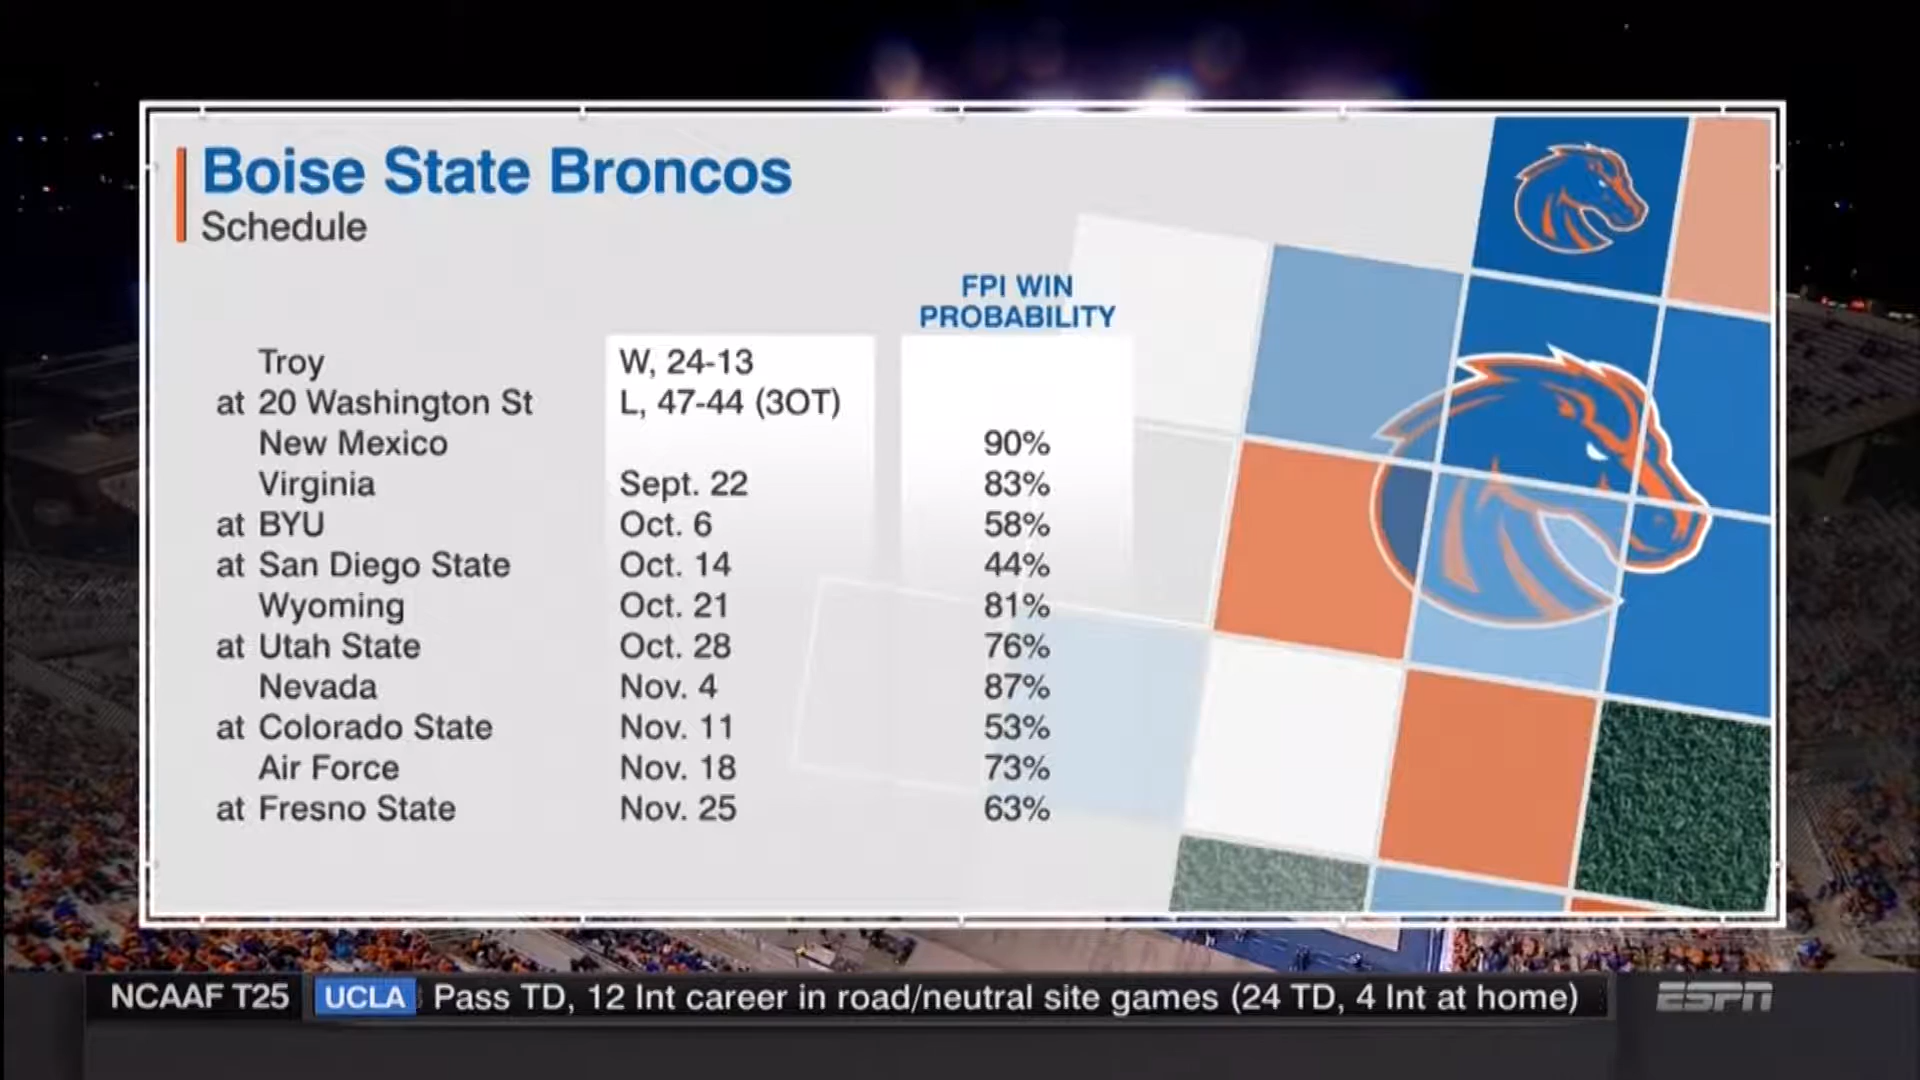 Boise State Broncos
Schedule
FPI WIN
PROBABILITY
Troy W, 24-13
at 20 Washington St L, 47-44 (3OT)
New Mexico 90%
Virginia Sept. 22 83%
at BYU Oct. 6 58%
at San Diego State Oct. 14 44%
Wyoming Oct. 21 81%
at Utah State Oct. 28 76%
Nevada Nov. 4 87%
at Colorado State Nov. 11 53%
Air Force Nov. 18 73%
at Fresno State Nov. 25 63%
NCAAF T25 UCLA Pass TD, 12 Int career in road/neutral site games (24 TD, 4 Int at home) ESPN